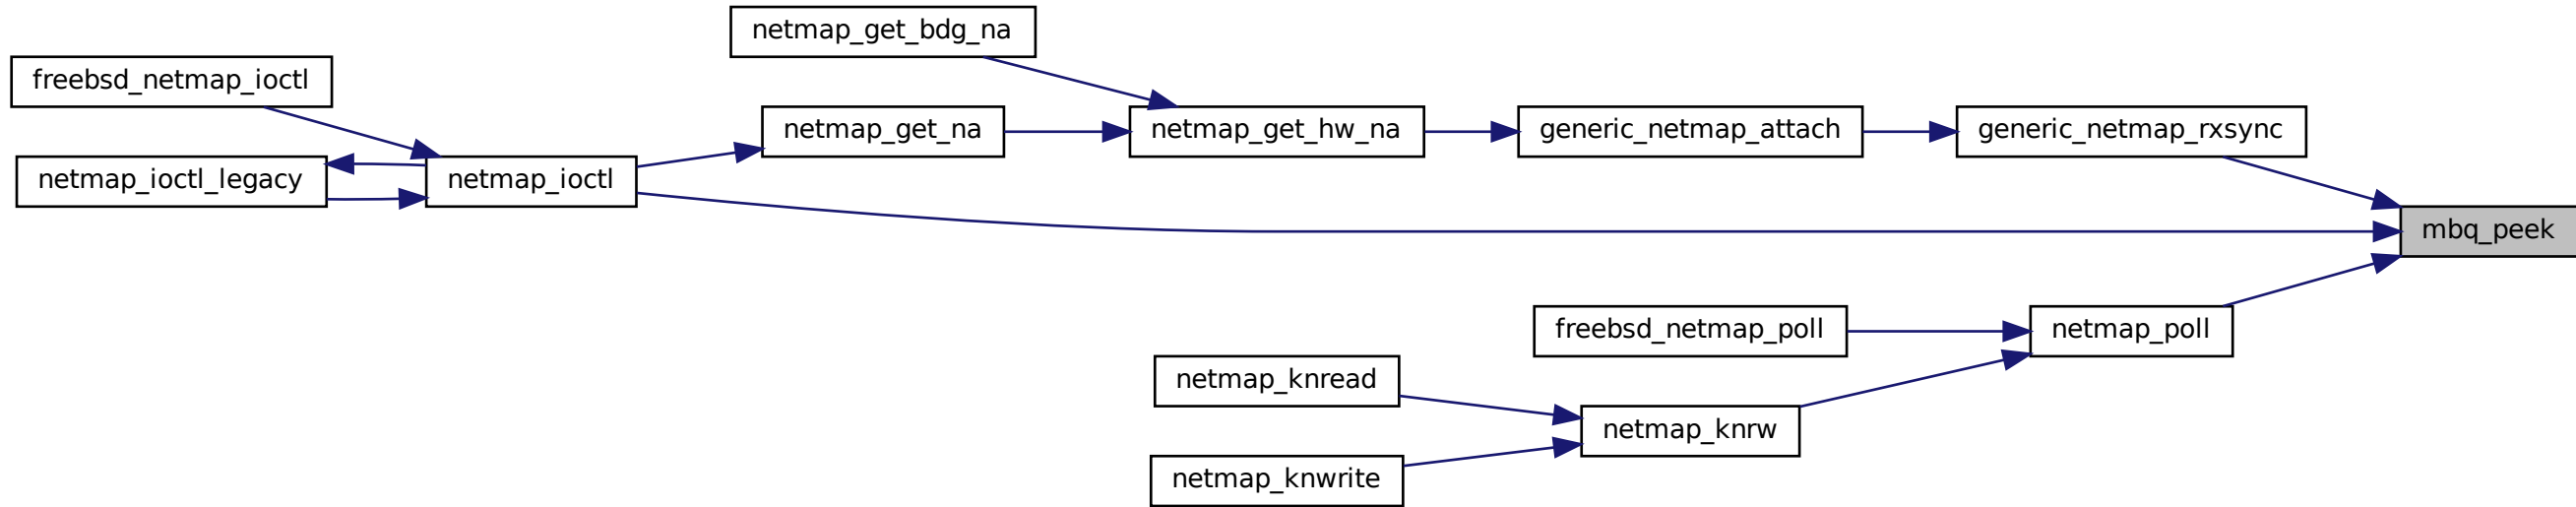 netmap_get_bdg_na
freebsd_netmap_ioctl
netmap_get_na
netmap_get_hw_na
generic_netmap_attach
generic_netmap_rxsync
netmap_ioctl_legacy
netmap_ioctl
mbq_peek
freebsd_netmap_poll
netmap_poll
netmap_knread
netmap_knrw
netmap_knwrite